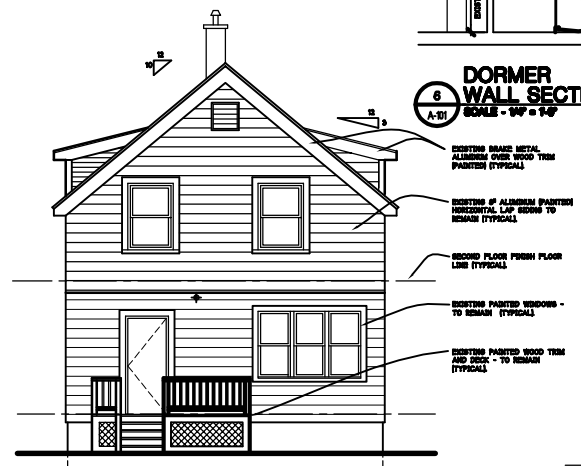 EXIST
12
10
DORMER
6
WALL SECTI
A-101
SCALE - 1/4" = 1'-0"
12
3
EXISTING BRAKE METAL
ALUMINUM OVER WOOD TRIM
(PAINTED) (TYPICAL).
EXISTING 6" ALUMINUM (PAINTED)
HORIZONTAL LAP SIDING TO
REMAIN (TYPICAL).
SECOND FLOOR FINISH FLOOR
LINE (TYPICAL).
EXISTING PAINTED WINDOWS -
TO REMAIN (TYPICAL).
EXISTING PAINTED WOOD TRIM
AND DECK - TO REMAIN
(TYPICAL).